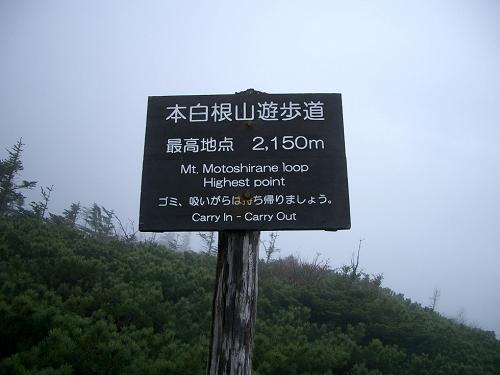 本白根山遊歩道
最高地点 2,150m
Mt. Motoshirane loop
Highest point
ゴミ、吸いがらは持ち帰りましょう。
Carry In - Carry Out